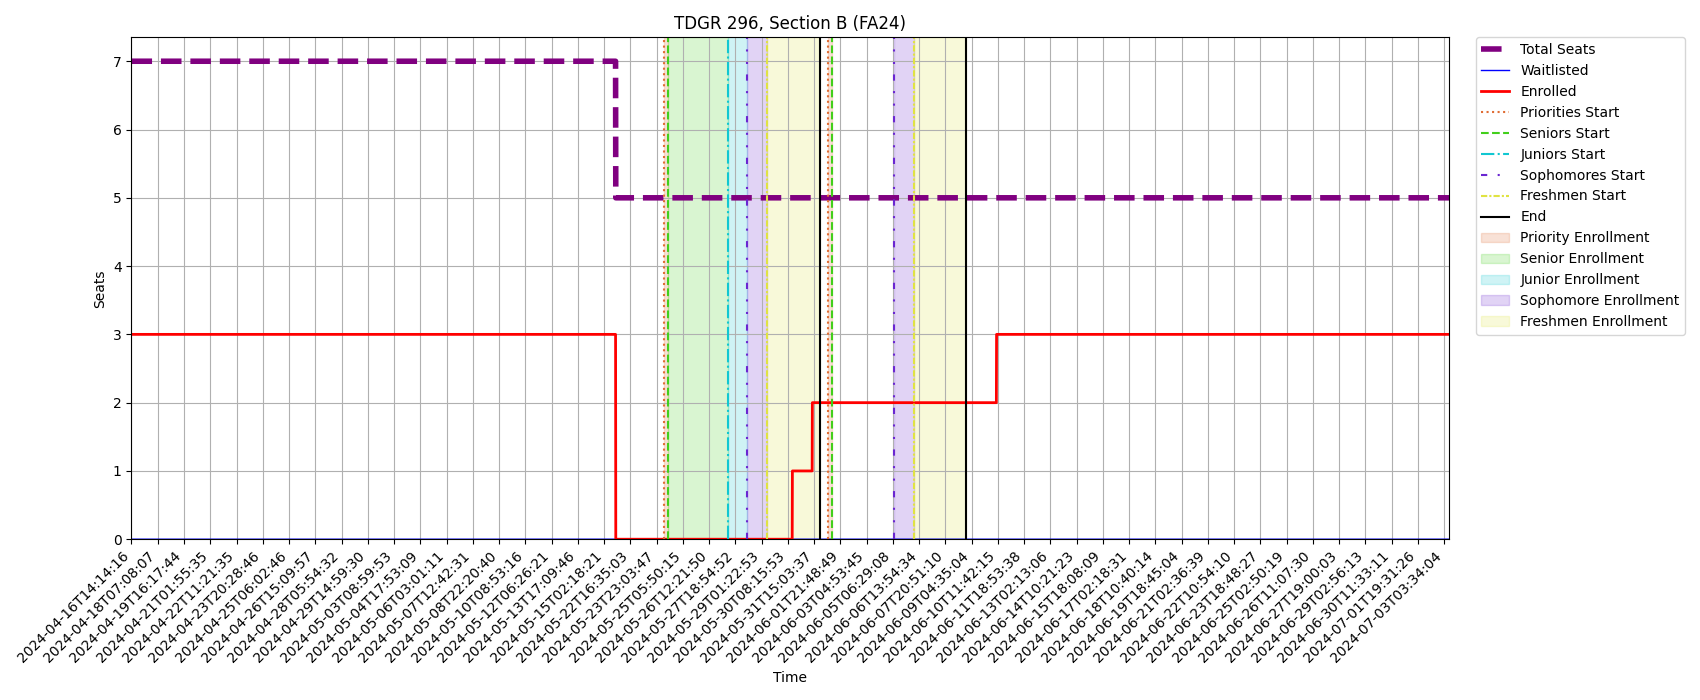 TDGR 296, Section B (FA24)
Seats
7
6
5
4
3
2
1
0
2024-04-16T14:14:16
2024-04-18T07:08:07
2024-04-19T16:17:44
2024-04-21T01:55:35
2024-04-22T11:21:35
2024-04-23T20:28:46
2024-04-25T06:02:46
2024-04-26T15:09:57
2024-04-28T05:54:32
2024-04-29T14:59:30
2024-05-03T08:59:53
2024-05-04T17:53:09
2024-05-06T03:01:11
2024-05-07T12:42:31
2024-05-08T22:20:40
2024-05-10T08:53:16
2024-05-12T06:26:21
2024-05-13T17:09:46
2024-05-15T02:18:21
2024-05-22T16:35:03
2024-05-23T23:03:47
2024-05-25T05:50:15
2024-05-26T12:21:50
2024-05-27T18:54:52
2024-05-29T01:22:53
2024-05-30T08:15:53
2024-05-31T15:03:37
2024-06-01T21:48:49
2024-06-03T04:53:45
2024-06-05T06:29:08
2024-06-06T13:54:34
2024-06-07T20:51:10
2024-06-09T04:35:04
2024-06-10T11:42:15
2024-06-11T18:53:38
2024-06-13T02:13:06
2024-06-14T10:21:23
2024-06-15T18:08:09
2024-06-17T02:18:31
2024-06-18T10:40:14
2024-06-19T18:45:04
2024-06-21T02:36:39
2024-06-22T10:54:10
2024-06-23T18:48:27
2024-06-25T02:50:19
2024-06-26T11:07:30
2024-06-27T19:00:03
2024-06-29T02:56:13
2024-06-30T11:33:11
2024-07-01T19:31:26
2024-07-03T03:34:04
Time
Total Seats
Waitlisted
Enrolled
Priorities Start
Seniors Start
Juniors Start
Sophomores Start
Freshmen Start
End
Priority Enrollment
Senior Enrollment
Junior Enrollment
Sophomore Enrollment
Freshmen Enrollment